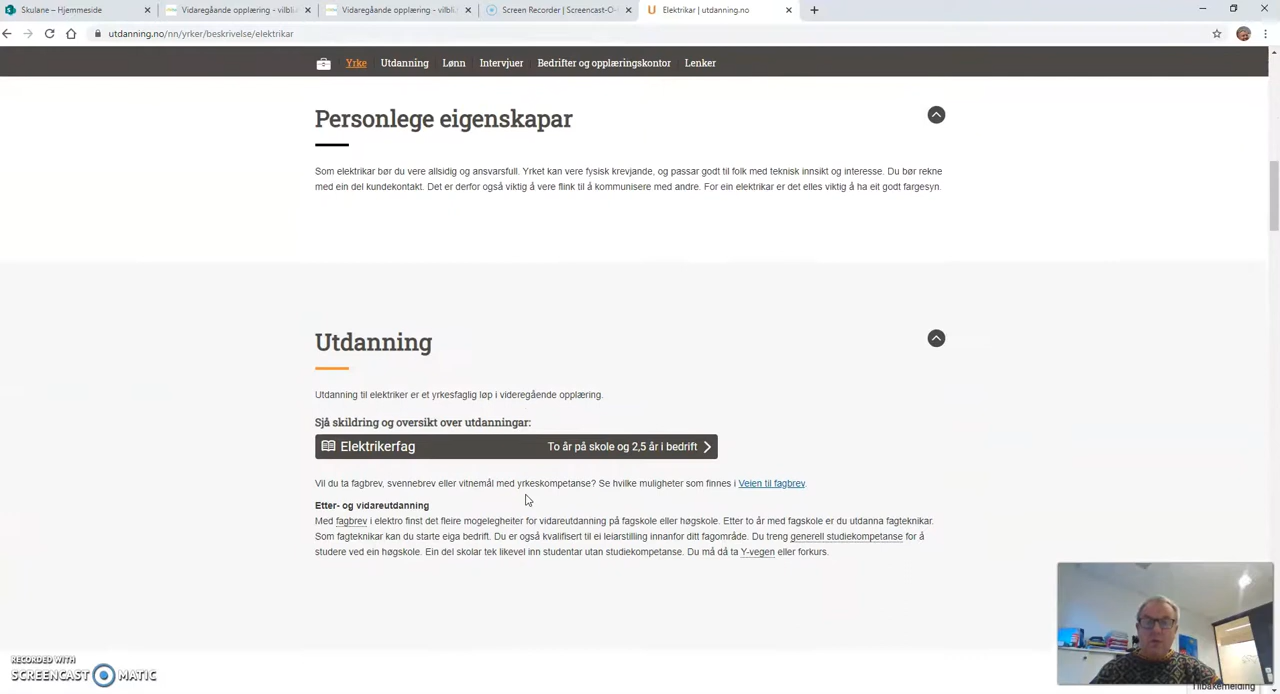 Skulane – Hjemmeside
Vidaregåande opplæring - vilbli
Vidaregåande opplæring - vilbli
Screen Recorder | Screencast-O-
Elektrikar | utdanning.no
utdanning.no/nn/yrker/beskrivelse/elektrikar
Yrke Utdanning Lønn Intervjuer Bedrifter og opplæringskontor Lenker
Personlege eigenskapar
Som elektrikar bør du vere allsidig og ansvarsfull. Yrket kan vere fysisk krevjande, og passar godt til folk med teknisk innsikt og interesse. Du bør rekne
med ein del kundekontakt. Det er derfor også viktig å vere flink til å kommunisere med andre. For ein elektrikar er det elles viktig å ha eit godt fargesyn.
Utdanning
Utdanning til elektriker er et yrkesfaglig løp i videregående opplæring.
Sjå skildring og oversikt over utdanningar:
Elektrikerfag To år på skole og 2,5 år i bedrift
Vil du ta fagbrev, svennebrev eller vitnemål med yrkeskompetanse? Se hvilke muligheter som finnes i Veien til fagbrev.
Etter- og vidareutdanning
Med fagbrev i elektro finst det fleire mogelegheiter for vidareutdanning på fagskole eller høgskole. Etter to år med fagskole er du utdanna fagteknikar.
Som fagteknikar kan du starte eiga bedrift. Du er også kvalifisert til ei leiarstilling innanfor ditt fagområde. Du treng generell studiekompetanse for å
studere ved ein høgskole. Ein del skolar tek likevel inn studentar utan studiekompetanse. Du må då ta Y-vegen eller forkurs.
RECORDED WITH
SCREENCAST MATIC
Tilbakemelding